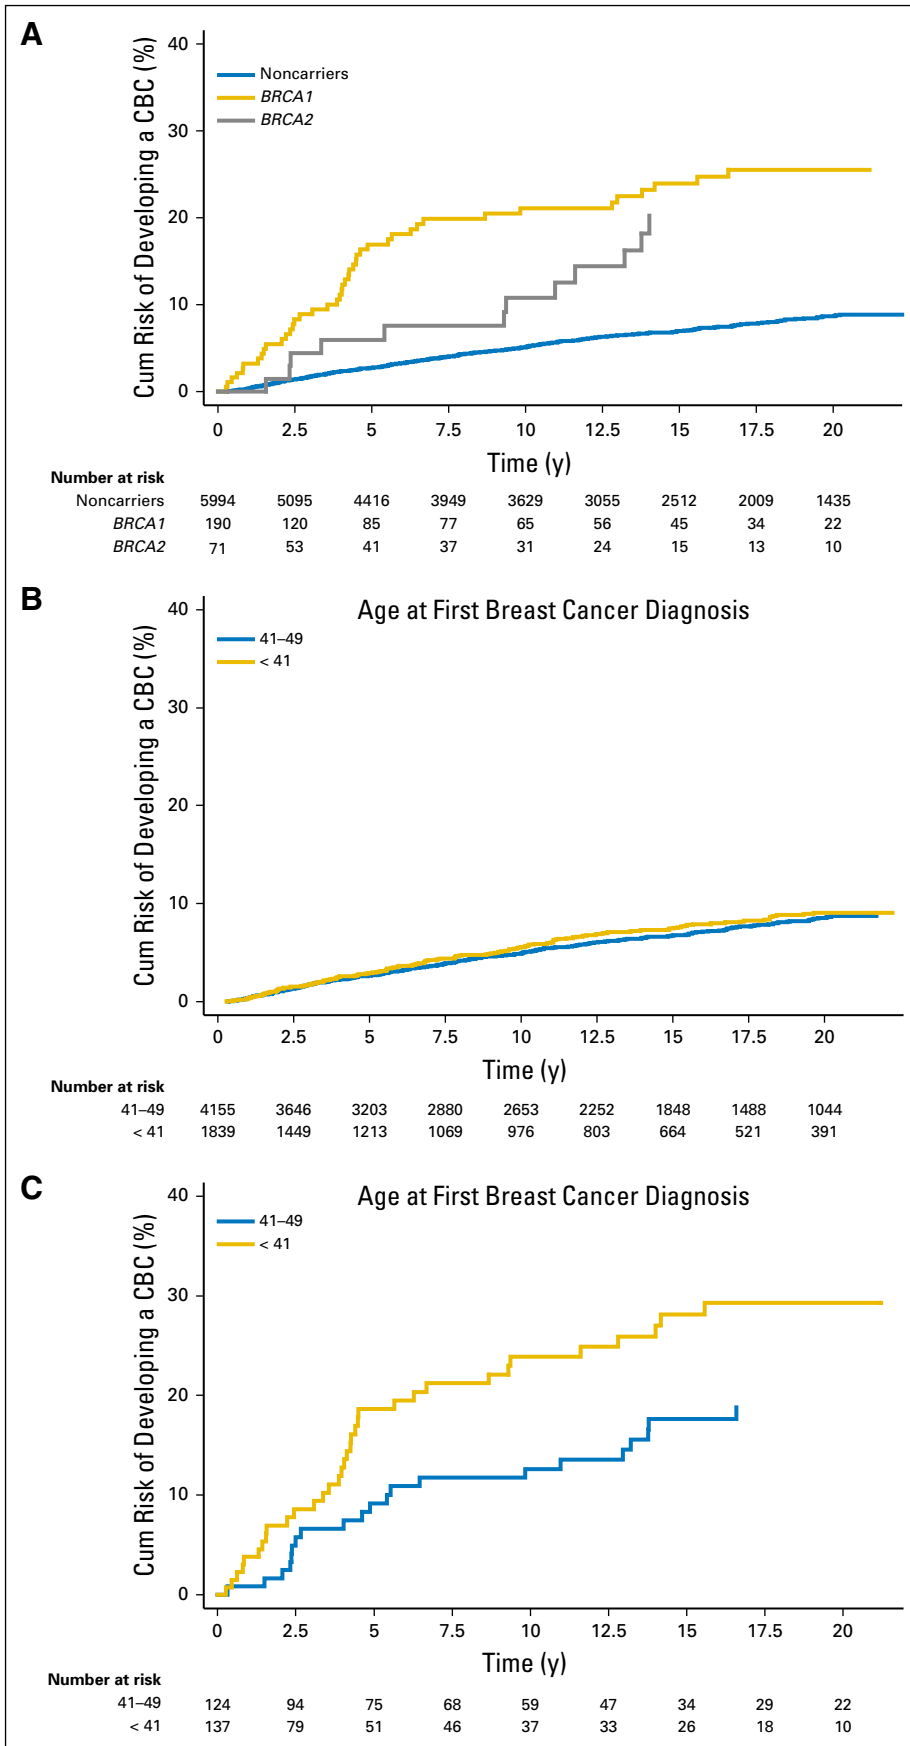 A
Cum Risk of Developing a CBC (%)
40
30
20
10
0
Noncarriers
BRCA1
BRCA2
0 2.5 5 7.5 10 12.5 15 17.5 20
Time (y)
Number at risk
Noncarriers 5994 5095 4416 3949 3629 3055 2512 2009 1435
BRCA1 190 120 85 77 65 56 45 34 22
BRCA2 71 53 41 37 31 24 15 13 10
B
Age at First Breast Cancer Diagnosis
Cum Risk of Developing a CBC (%)
40
30
20
10
0
41–49
< 41
0 2.5 5 7.5 10 12.5 15 17.5 20
Time (y)
Number at risk
41–49 4155 3646 3203 2880 2653 2252 1848 1488 1044
< 41 1839 1449 1213 1069 976 803 664 521 391
C
Age at First Breast Cancer Diagnosis
Cum Risk of Developing a CBC (%)
40
30
20
10
0
41–49
< 41
0 2.5 5 7.5 10 12.5 15 17.5 20
Time (y)
Number at risk
41–49 124 94 75 68 59 47 34 29 22
< 41 137 79 51 46 37 33 26 18 10